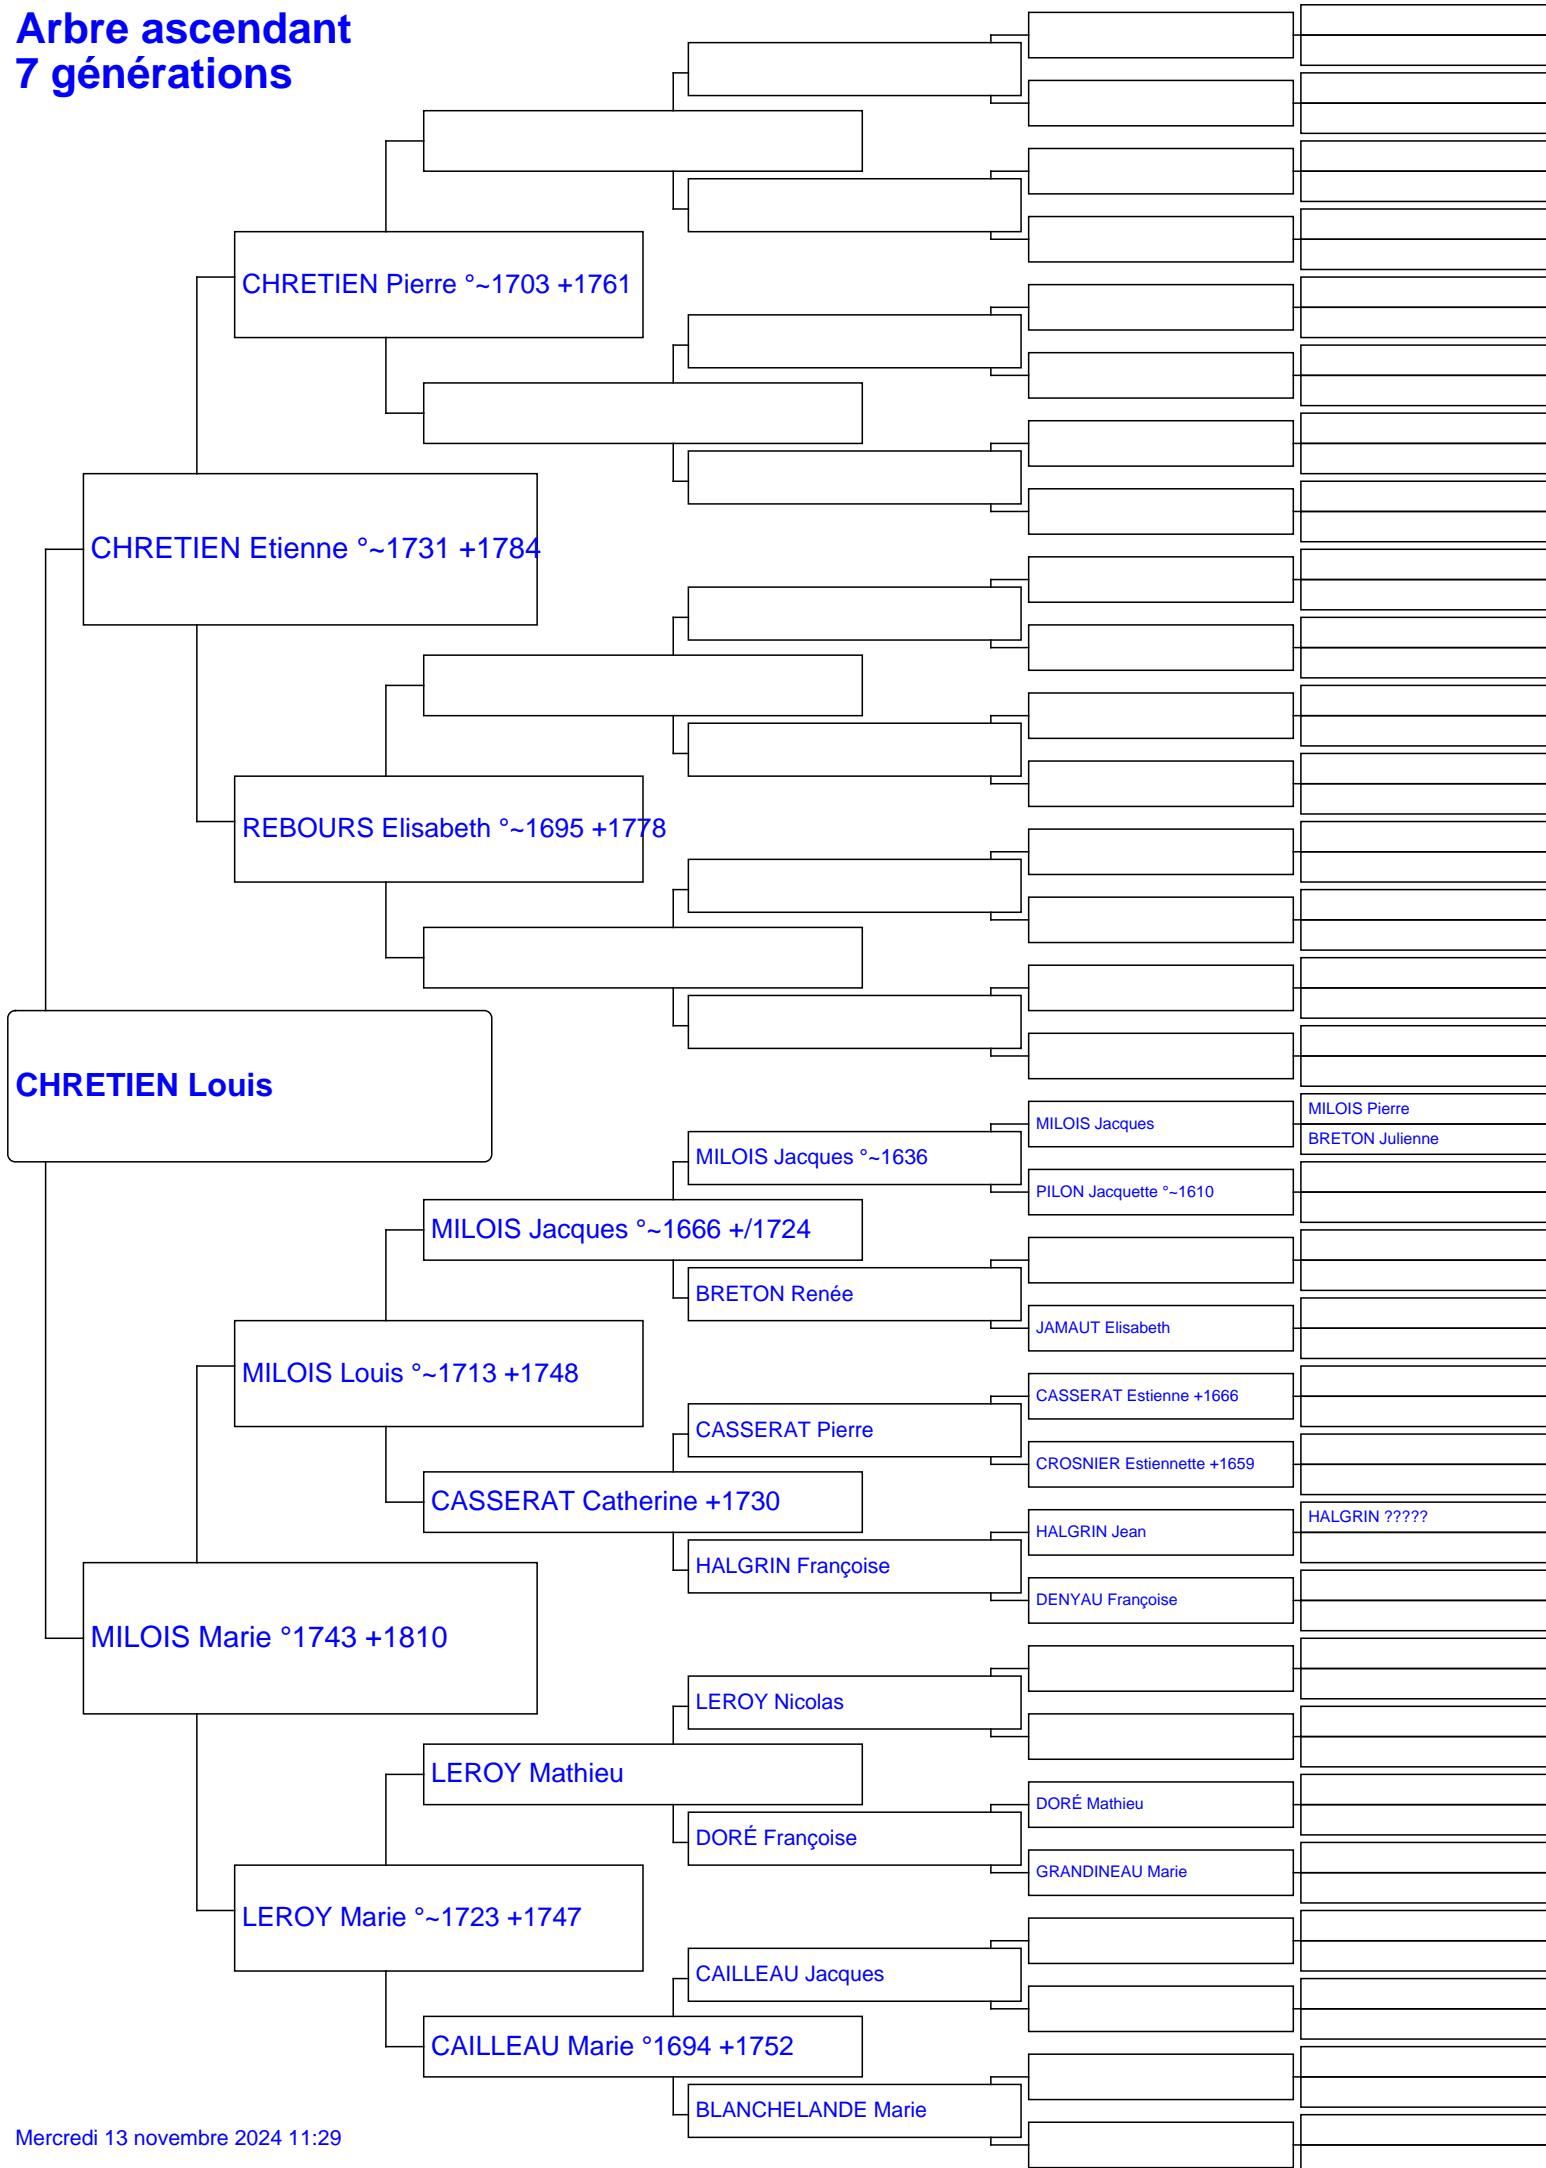 Arbre ascendant
7 générations
CHRETIEN Pierre °~1703 +1761
CHRETIEN Etienne °~1731 +1784
REBOURS Elisabeth °~1695 +1778
CHRETIEN Louis
MILOIS Pierre
MILOIS Jacques
BRETON Julienne
MILOIS Jacques °~1636
PILON Jacquette °~1610
MILOIS Jacques °~1666 +/1724
BRETON Renée
JAMAUT Elisabeth
MILOIS Louis °~1713 +1748
CASSERAT Estienne +1666
CASSERAT Pierre
CROSNIER Estiennette +1659
CASSERAT Catherine +1730
HALGRIN ?????
HALGRIN Jean
HALGRIN Françoise
DENYAU Françoise
MILOIS Marie °1743 +1810
LEROY Nicolas
LEROY Mathieu
DORÉ Mathieu
DORÉ Françoise
GRANDINEAU Marie
LEROY Marie °~1723 +1747
CAILLEAU Jacques
CAILLEAU Marie °1694 +1752
BLANCHELANDE Marie
Mercredi 13 novembre 2024 11:29